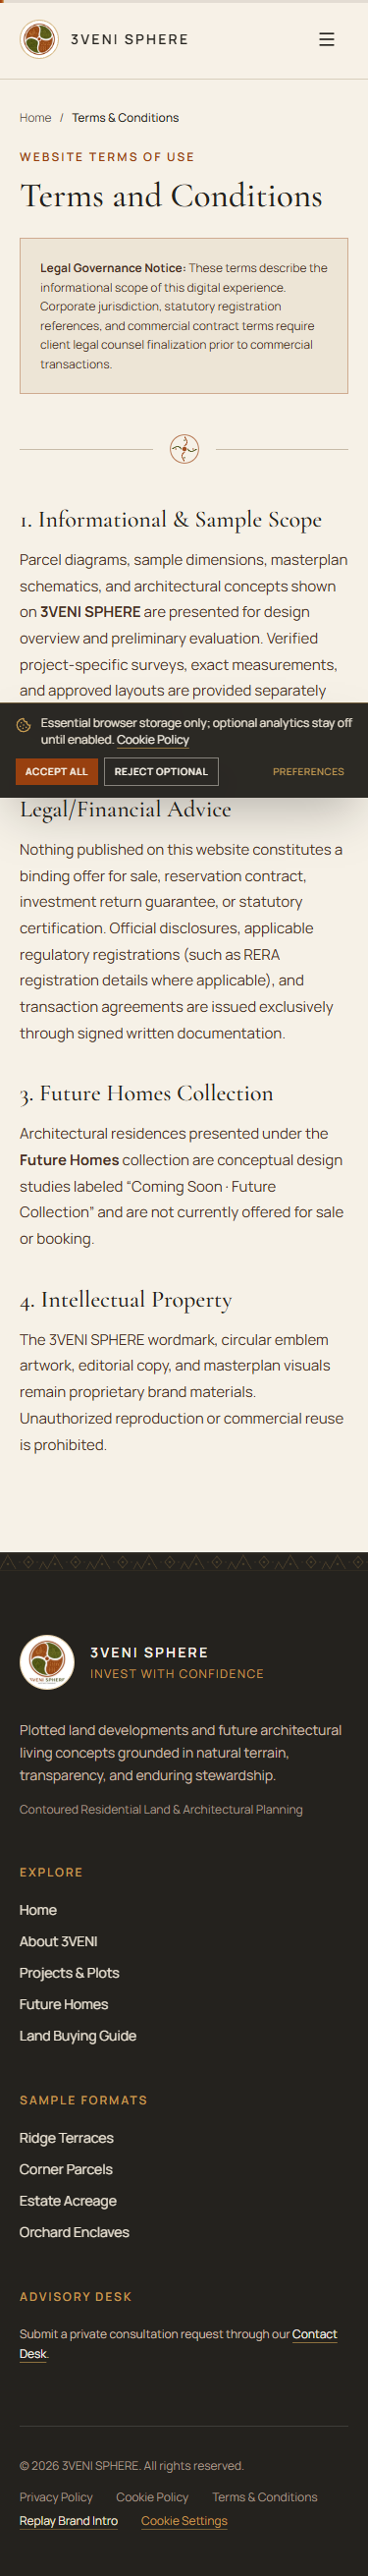 3VENI SPHERE
Home / Terms & Conditions
WEBSITE TERMS OF USE
Terms and Conditions
Legal Governance Notice: These terms describe the
informational scope of this digital experience.
Corporate jurisdiction, statutory registration
references, and commercial contract terms require
client legal counsel finalization prior to commercial
transactions.
1. Informational & Sample Scope
Parcel diagrams, sample dimensions, masterplan
schematics, and architectural concepts shown
on 3VENI SPHERE are presented for design
overview and preliminary evaluation. Verified
project-specific surveys, exact measurements,
and approved layouts are provided separately
Essential browser storage only; optional analytics stay off
until enabled. Cookie Policy
ACCEPT ALL REJECT OPTIONAL PREFERENCES
Legal/Financial Advice
Nothing published on this website constitutes a
binding offer for sale, reservation contract,
investment return guarantee, or statutory
certification. Official disclosures, applicable
regulatory registrations (such as RERA
registration details where applicable), and
transaction agreements are issued exclusively
through signed written documentation.
3. Future Homes Collection
Architectural residences presented under the
Future Homes collection are conceptual design
studies labeled “Coming Soon · Future
Collection” and are not currently offered for sale
or booking.
4. Intellectual Property
The 3VENI SPHERE wordmark, circular emblem
artwork, editorial copy, and masterplan visuals
remain proprietary brand materials.
Unauthorized reproduction or commercial reuse
is prohibited.
3VENI SPHERE
3VENI SPHERE
INVEST WITH CONFIDENCE
Plotted land developments and future architectural
living concepts grounded in natural terrain,
transparency, and enduring stewardship.
Contoured Residential Land & Architectural Planning
EXPLORE
Home
About 3VENI
Projects & Plots
Future Homes
Land Buying Guide
SAMPLE FORMATS
Ridge Terraces
Corner Parcels
Estate Acreage
Orchard Enclaves
ADVISORY DESK
Submit a private consultation request through our Contact
Desk.
© 2026 3VENI SPHERE. All rights reserved.
Privacy Policy Cookie Policy Terms & Conditions
Replay Brand Intro Cookie Settings